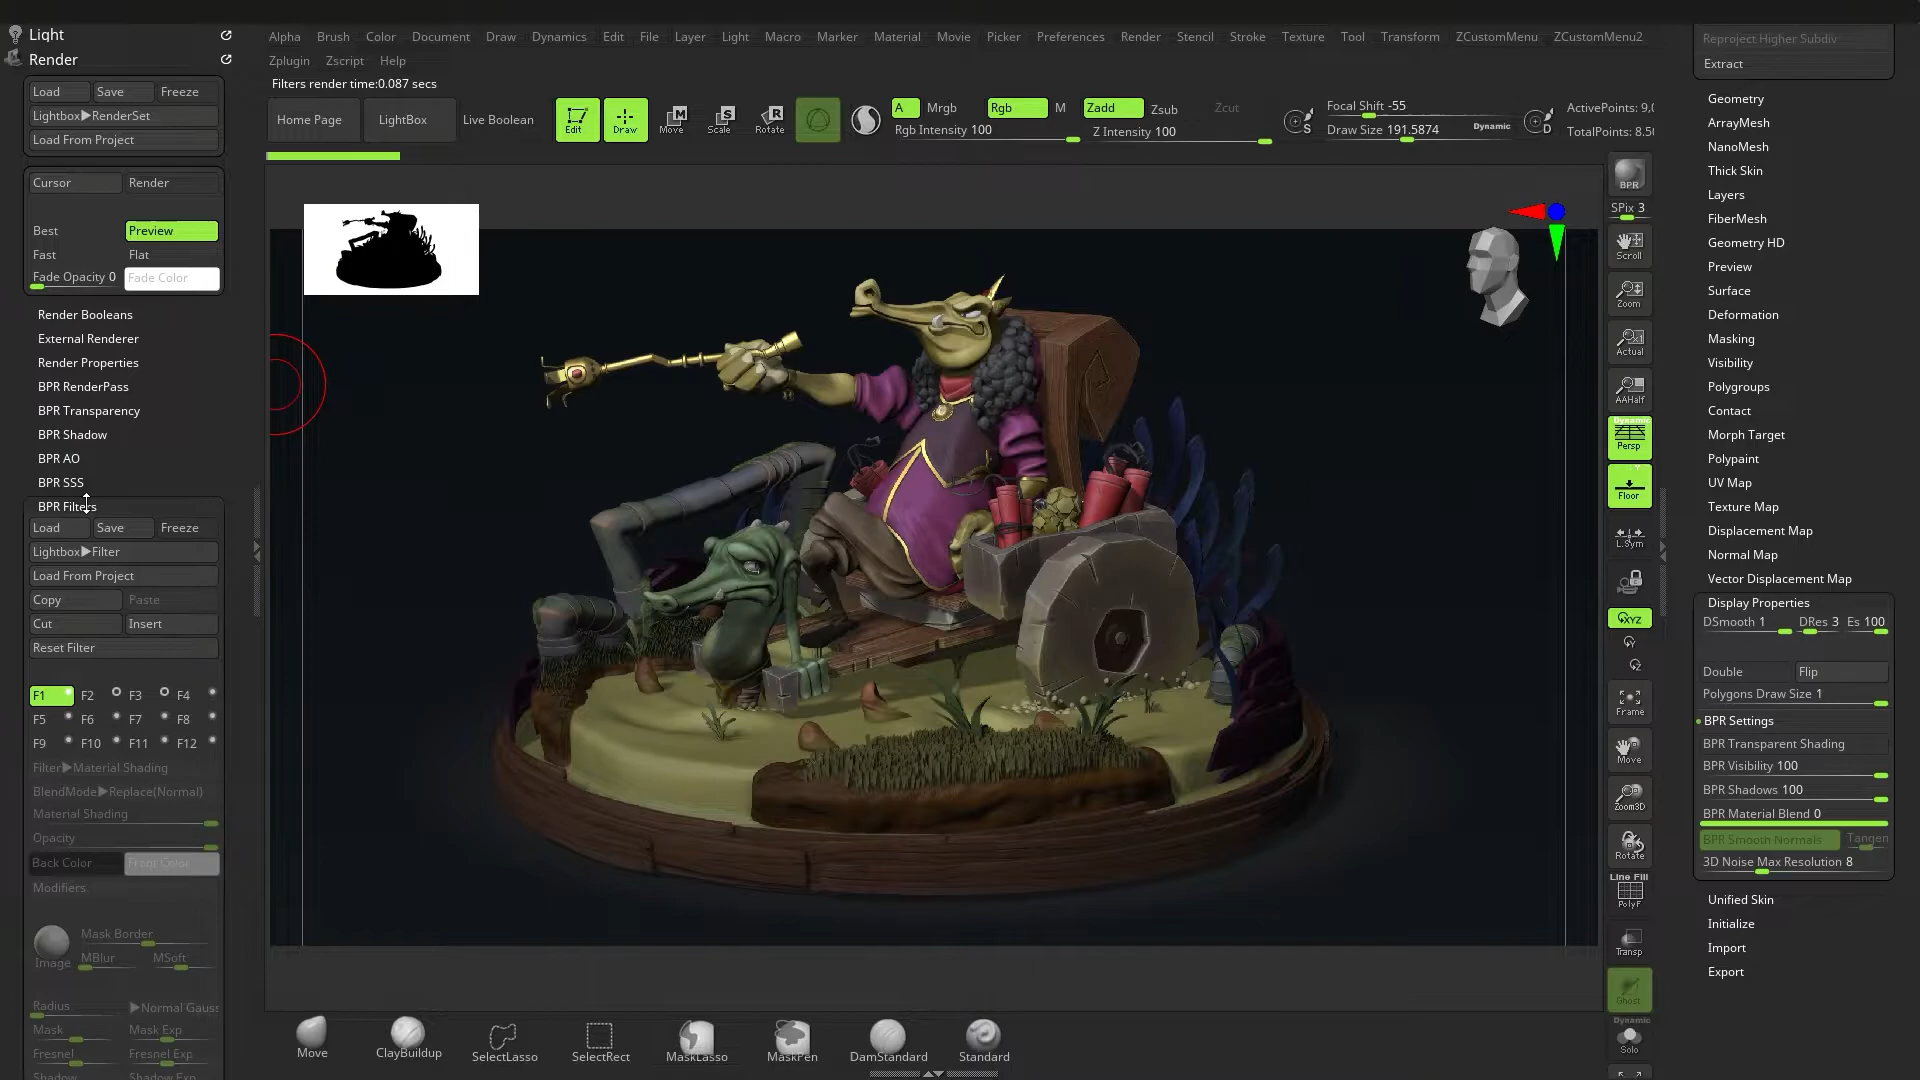 Light
Render
Load Save Freeze
Lightbox▶RenderSet
Load From Project
Cursor Render
Best Preview
Fast Flat
Fade Opacity 0 Fade Color
Render Booleans
External Renderer
Render Properties
BPR RenderPass
BPR Transparency
BPR Shadow
BPR AO
BPR SSS
BPR Filters
Load Save Freeze
Lightbox▶Filter
Load From Project
Copy Paste
Cut Insert
Reset Filter
F1 F2 F3 F4
F5 F6 F7 F8
F9 F10 F11 F12
Filter▶Material Shading
BlendMode▶Replace(Normal)
Material Shading
Opacity
Back Color Front Color
Modifiers
Mask Border
Image MBlur MSoft
Radius ▶Normal Gauss
Mask Mask Exp
Fresnel Fresnel Exp
Shadow Shadow Exp
Alpha Brush Color Document Draw Dynamics Edit File Layer Light Macro Marker Material Movie Picker Preferences Render Stencil Stroke Texture Tool Transform ZCustomMenu ZCustomMenu2
Zplugin Zscript Help
Filters render time:0.087 secs
Home Page LightBox Live Boolean
Edit Draw Move Scale Rotate
A Mrgb Rgb M Zadd Zsub Zcut
Rgb Intensity 100 Z Intensity 100
S
Focal Shift -55
Draw Size 191.5874 Dynamic
D
ActivePoints: 9,0
TotalPoints: 8.50
BPR
SPix 3
Scroll
Zoom
Actual
AAHalf
Dynamic
Persp
Floor
L.Sym
XYZ
Y
Z
Frame
Move
Zoom3D
Rotate
Line Fill
PolyF
Transp
Ghost
Dynamic
Solo
Move ClayBuildup SelectLasso SelectRect MaskLasso MaskPen DamStandard Standard
Reproject Higher Subdiv
Extract
Geometry
ArrayMesh
NanoMesh
Thick Skin
Layers
FiberMesh
Geometry HD
Preview
Surface
Deformation
Masking
Visibility
Polygroups
Contact
Morph Target
Polypaint
UV Map
Texture Map
Displacement Map
Normal Map
Vector Displacement Map
Display Properties
DSmooth 1 DRes 3 Es 100
Double Flip
Polygons Draw Size 1
BPR Settings
BPR Transparent Shading
BPR Visibility 100
BPR Shadows 100
BPR Material Blend 0
BPR Smooth Normals Tangen
3D Noise Max Resolution 8
Unified Skin
Initialize
Import
Export